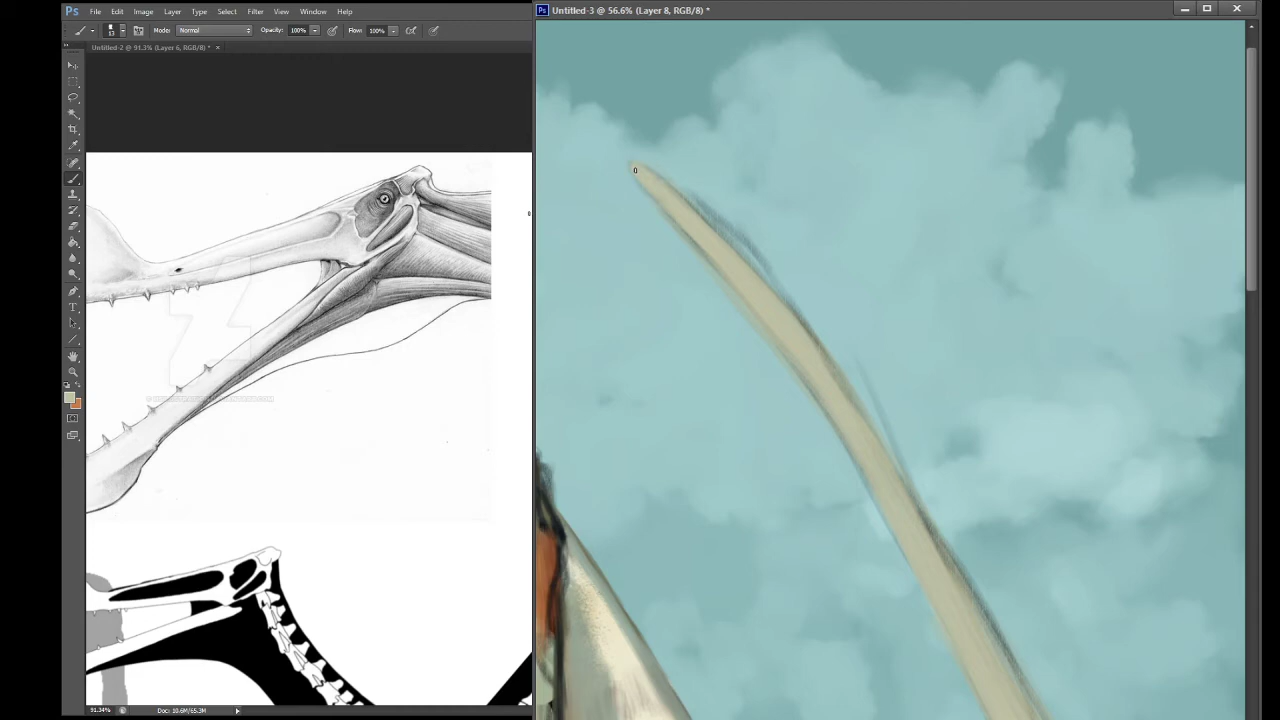 Ps File Edit Image Layer Type Select Filter View Window Help
Mode: Normal Opacity: 100% Flow: 100%
Untitled-2 @ 91.3% (Layer 6, RGB/8) * ×
Ps Untitled-3 @ 56.6% (Layer 8, RGB/8) *
91.34% Doc: 10.6M/65.3M